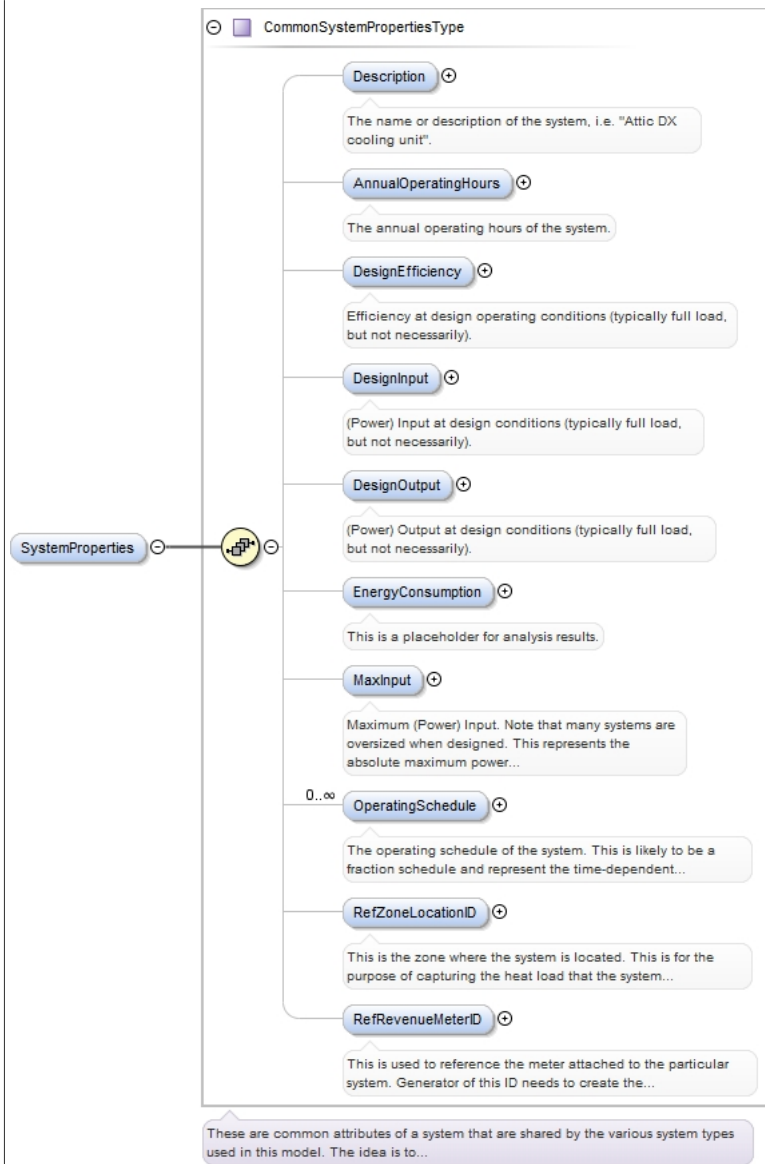 CommonSystemPropertiesType
Description
The name or description of the system, i.e. "Attic DX
cooling unit".
AnnualOperatingHours
The annual operating hours of the system.
DesignEfficiency
Efficiency at design operating conditions (typically full load,
but not necessarily).
DesignInput
(Power) Input at design conditions (typically full load,
but not necessarily).
DesignOutput
(Power) Output at design conditions (typically full load,
but not necessarily).
SystemProperties
EnergyConsumption
This is a placeholder for analysis results.
MaxInput
Maximum (Power) Input. Note that many systems are
oversized when designed. This represents the
absolute maximum power...
0..∞
OperatingSchedule
The operating schedule of the system. This is likely to be a
fraction schedule and represent the time-dependent...
RefZoneLocationID
This is the zone where the system is located. This is for the
purpose of capturing the heat load that the system...
RefRevenueMeterID
This is used to reference the meter attached to the particular
system. Generator of this ID needs to create the...
These are common attributes of a system that are shared by the various system types
used in this model. The idea is to...